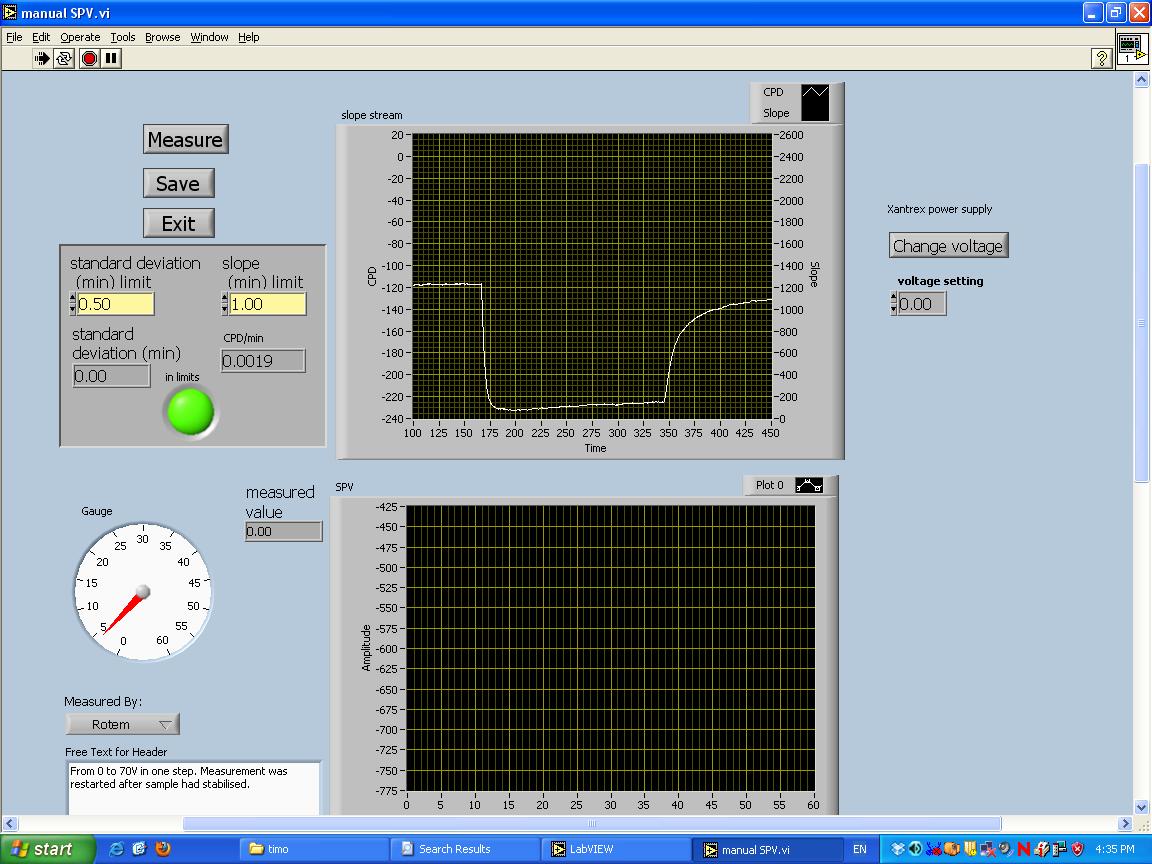 manual SPV.vi
File Edit Operate Tools Browse Window Help
?
1
Measure
Save
Exit
standard deviation
(min) limit
0.50
slope
(min) limit
1.00
standard
deviation (min)
0.00
CPD/min
0.0019
in limits
slope stream
CPD
Slope
20
0
-20
-40
-60
-80
-100
-120
-140
-160
-180
-200
-220
-240
CPD
2600
2400
2200
2000
1800
1600
1400
1200
1000
800
600
400
200
0
Slope
100 125 150 175 200 225 250 275 300 325 350 375 400 425 450
Time
Xantrex power supply
Change voltage
voltage setting
0.00
measured
value
0.00
Gauge
0 5 10 15 20 25 30 35 40 45 50 55 60
SPV
Plot 0
-425
-450
-475
-500
-525
-550
-575
-600
-625
-650
-675
-700
-725
-750
-775
Amplitude
0 5 10 15 20 25 30 35 40 45 50 55 60
Measured By:
Rotem
Free Text for Header
From 0 to 70V in one step. Measurement was
restarted after sample had stabilised.
start
timo
Search Results
LabVIEW
manual SPV.vi
EN
4:35 PM